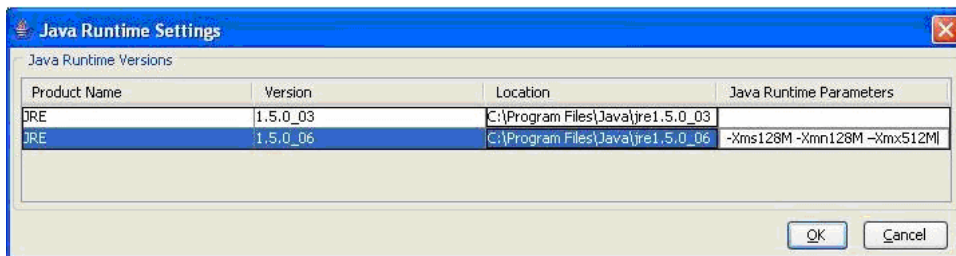 Java Runtime Settings
Java Runtime Versions
Product Name Version Location Java Runtime Parameters
JRE 1.5.0_03 C:\Program Files\Java\jre1.5.0_03
JRE 1.5.0_06 C:\Program Files\Java\jre1.5.0_06 -Xms128M -Xmn128M –Xmx512M
OK Cancel